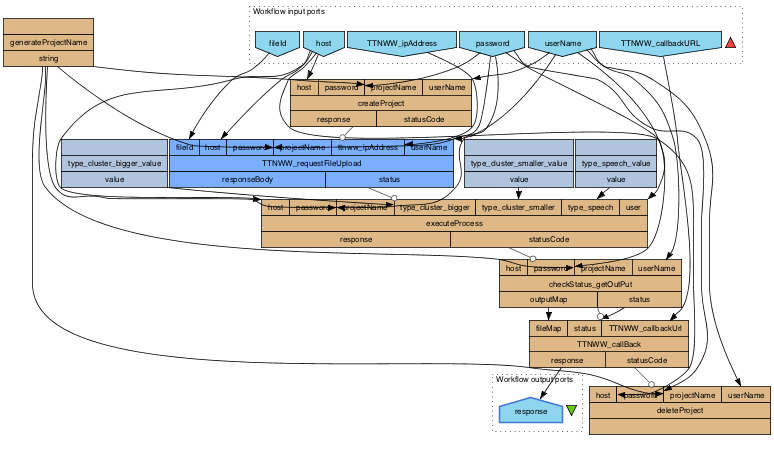 Workflow input ports
generateProjectName
string
fileId host TTNWW_ipAddress password userName TTNWW_callbackURL
host password projectName userName
createProject
response statusCode
type_cluster_bigger_value
value
fileId host password projectName ttnww_ipAddress userName
TTNWW_requestFileUpload
responseBody status
type_cluster_smaller_value
value
type_speech_value
value
host password projectName type_cluster_bigger type_cluster_smaller type_speech user
executeProcess
response statusCode
host password projectName userName
checkStatus_getOutPut
outputMap status
fileMap status TTNWW_callbackUrl
TTNWW_callBack
response statusCode
Workflow output ports
response
host password projectName userName
deleteProject